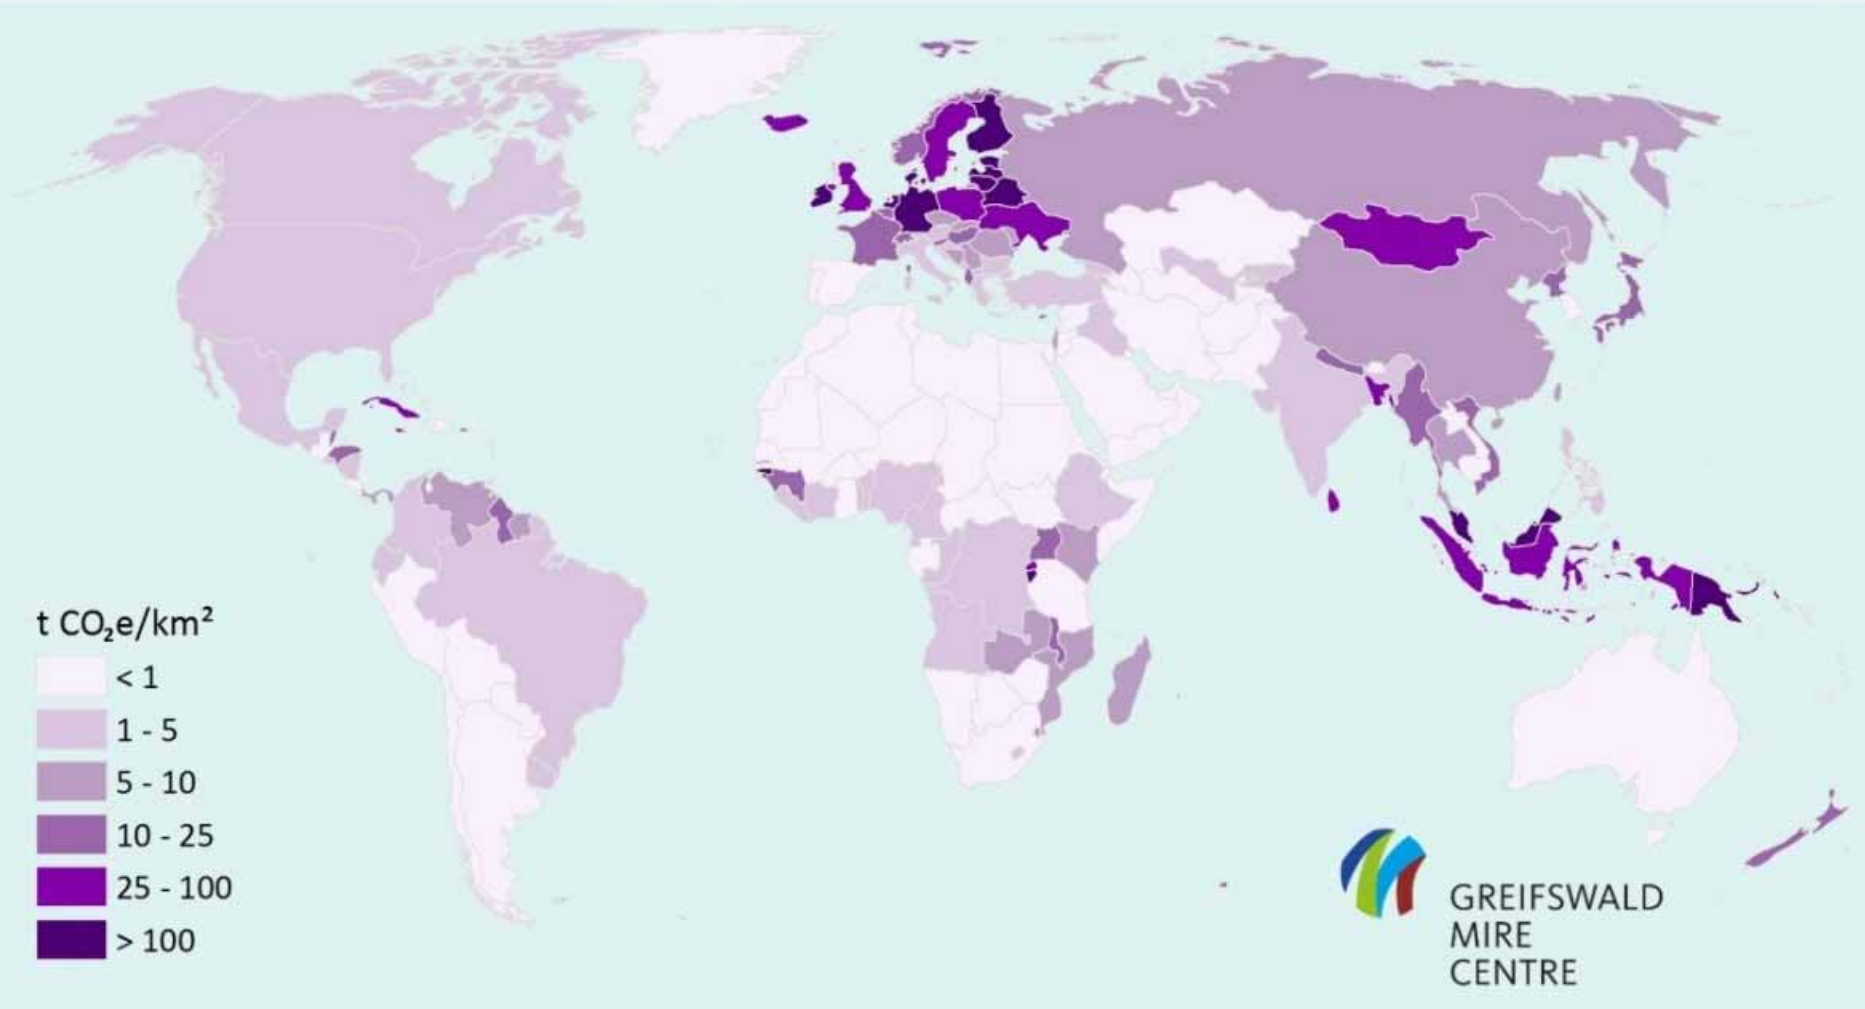 t CO₂e/km²
< 1
1 - 5
5 - 10
10 - 25
25 - 100
> 100
GREIFSWALD
MIRE
CENTRE